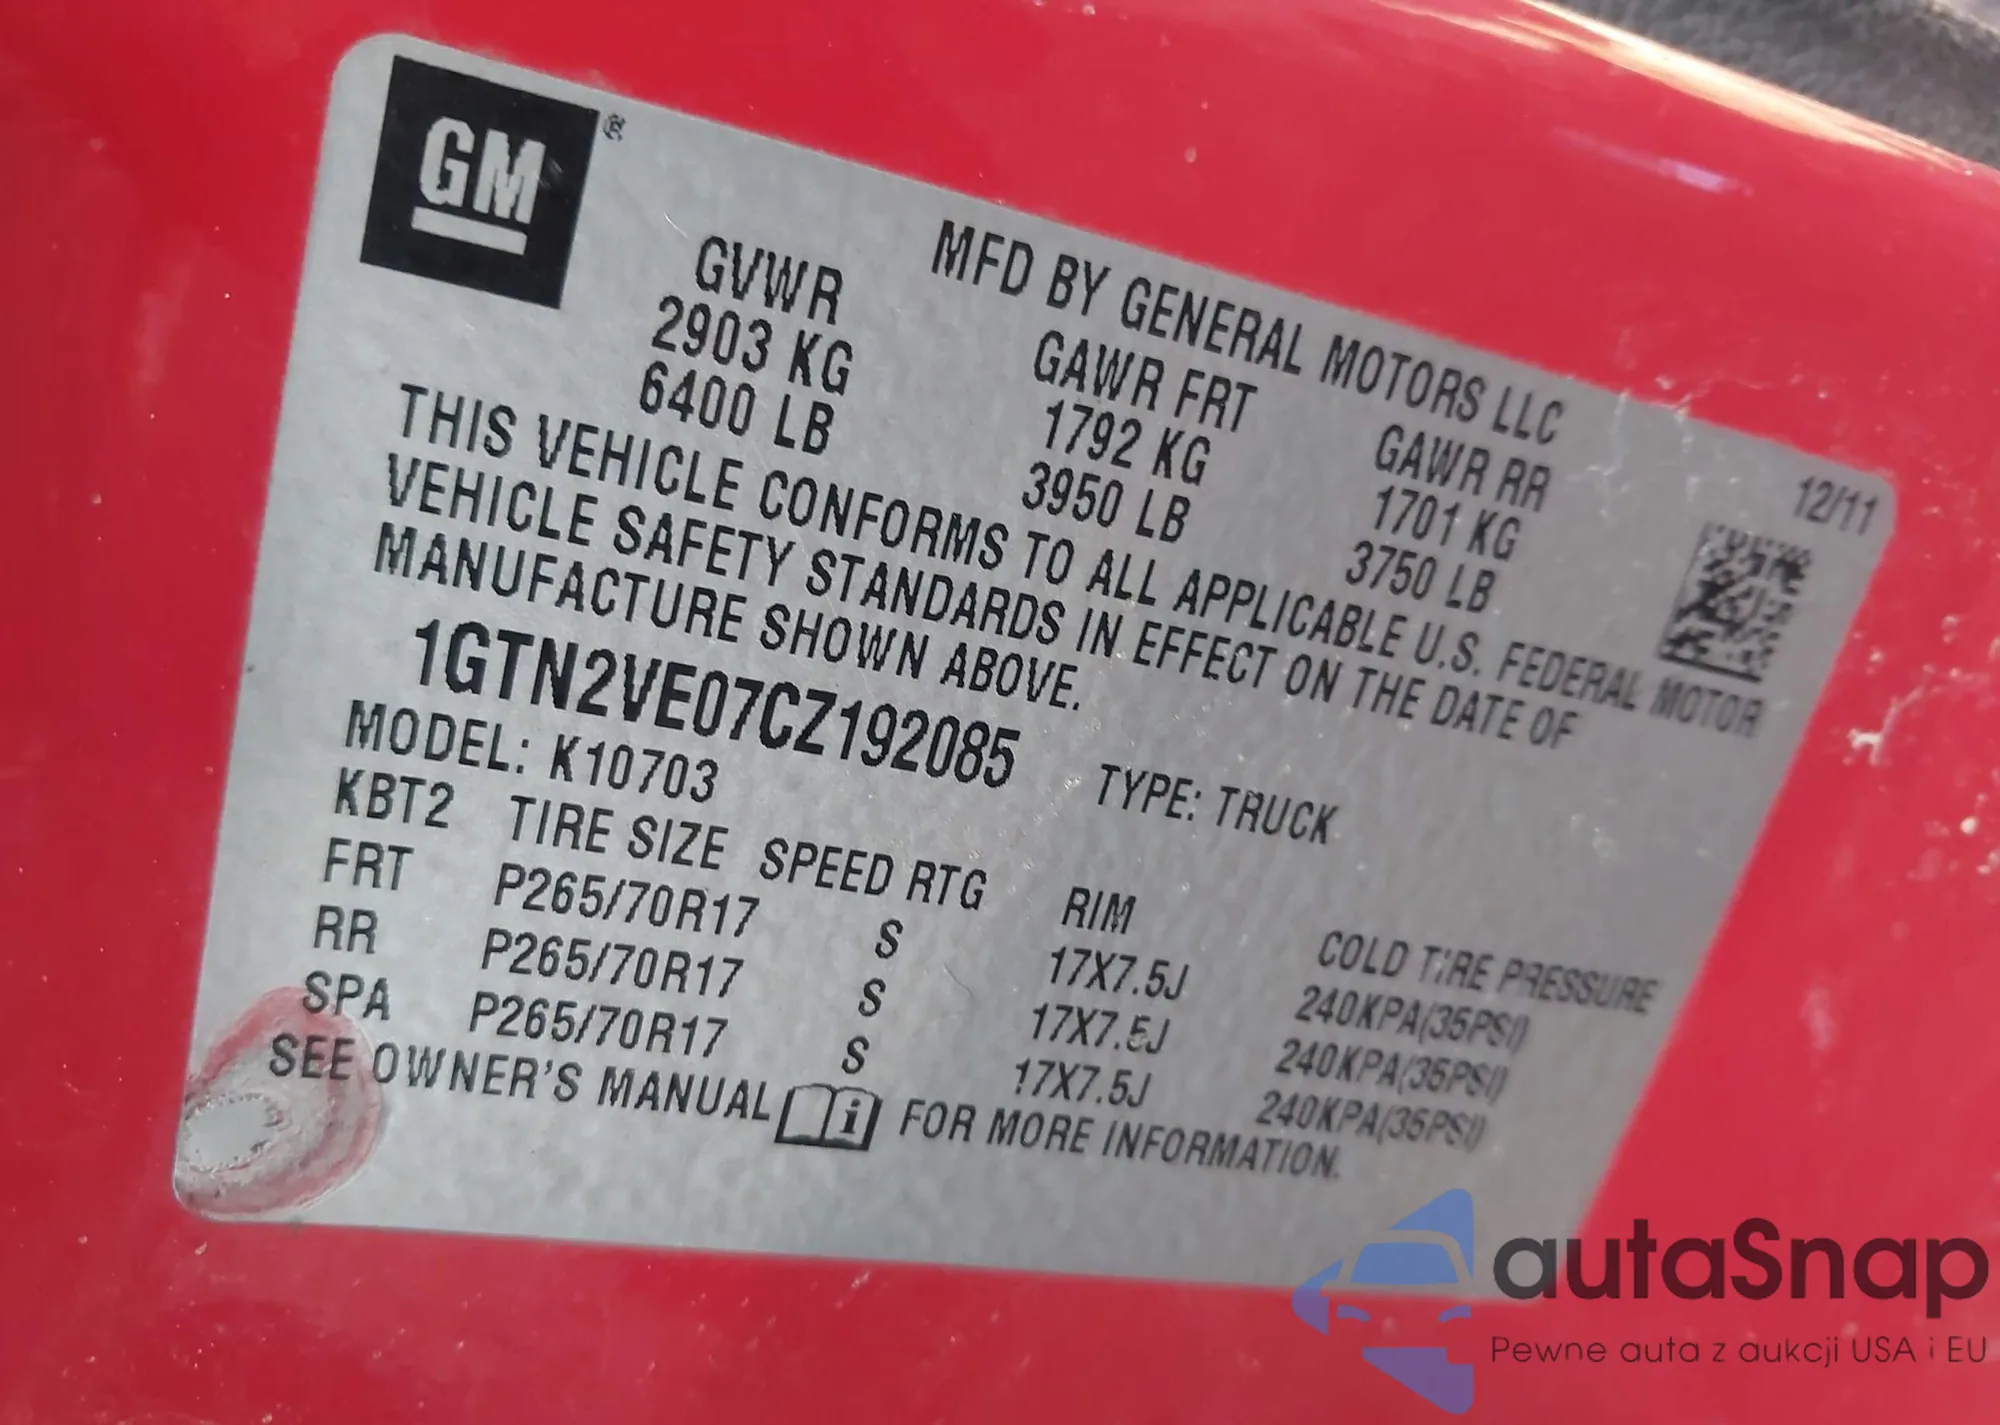 GM ®
MFD BY GENERAL MOTORS LLC
12/11
GVWR GAWR FRT GAWR RR
2903 KG 1792 KG 1701 KG
6400 LB 3950 LB 3750 LB
THIS VEHICLE CONFORMS TO ALL APPLICABLE U.S. FEDERAL MOTOR
VEHICLE SAFETY STANDARDS IN EFFECT ON THE DATE OF
MANUFACTURE SHOWN ABOVE.
1GTN2VE07CZ192085 TYPE: TRUCK
MODEL: K10703
KBT2 TIRE SIZE SPEED RTG RIM COLD TIRE PRESSURE
FRT P265/70R17 S 17X7.5J 240KPA(35PSI)
RR P265/70R17 S 17X7.5J 240KPA(35PSI)
SPA P265/70R17 S 17X7.5J 240KPA(35PSI)
SEE OWNER'S MANUAL i FOR MORE INFORMATION.
autaSnap
Pewne auta z aukcji USA i EU